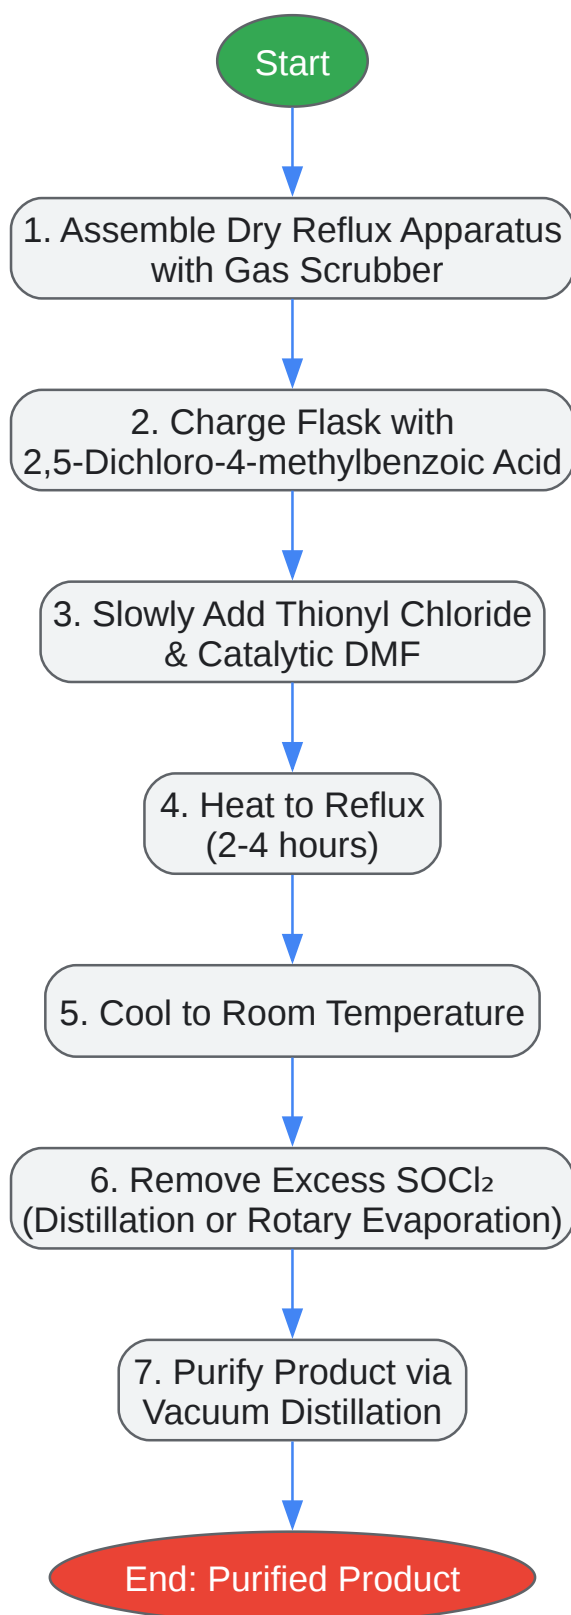 Start
1. Assemble Dry Reflux Apparatus
with Gas Scrubber
2. Charge Flask with
2,5-Dichloro-4-methylbenzoic Acid
3. Slowly Add Thionyl Chloride
& Catalytic DMF
4. Heat to Reflux
(2-4 hours)
5. Cool to Room Temperature
6. Remove Excess SOCl₂
(Distillation or Rotary Evaporation)
7. Purify Product via
Vacuum Distillation
End: Purified Product